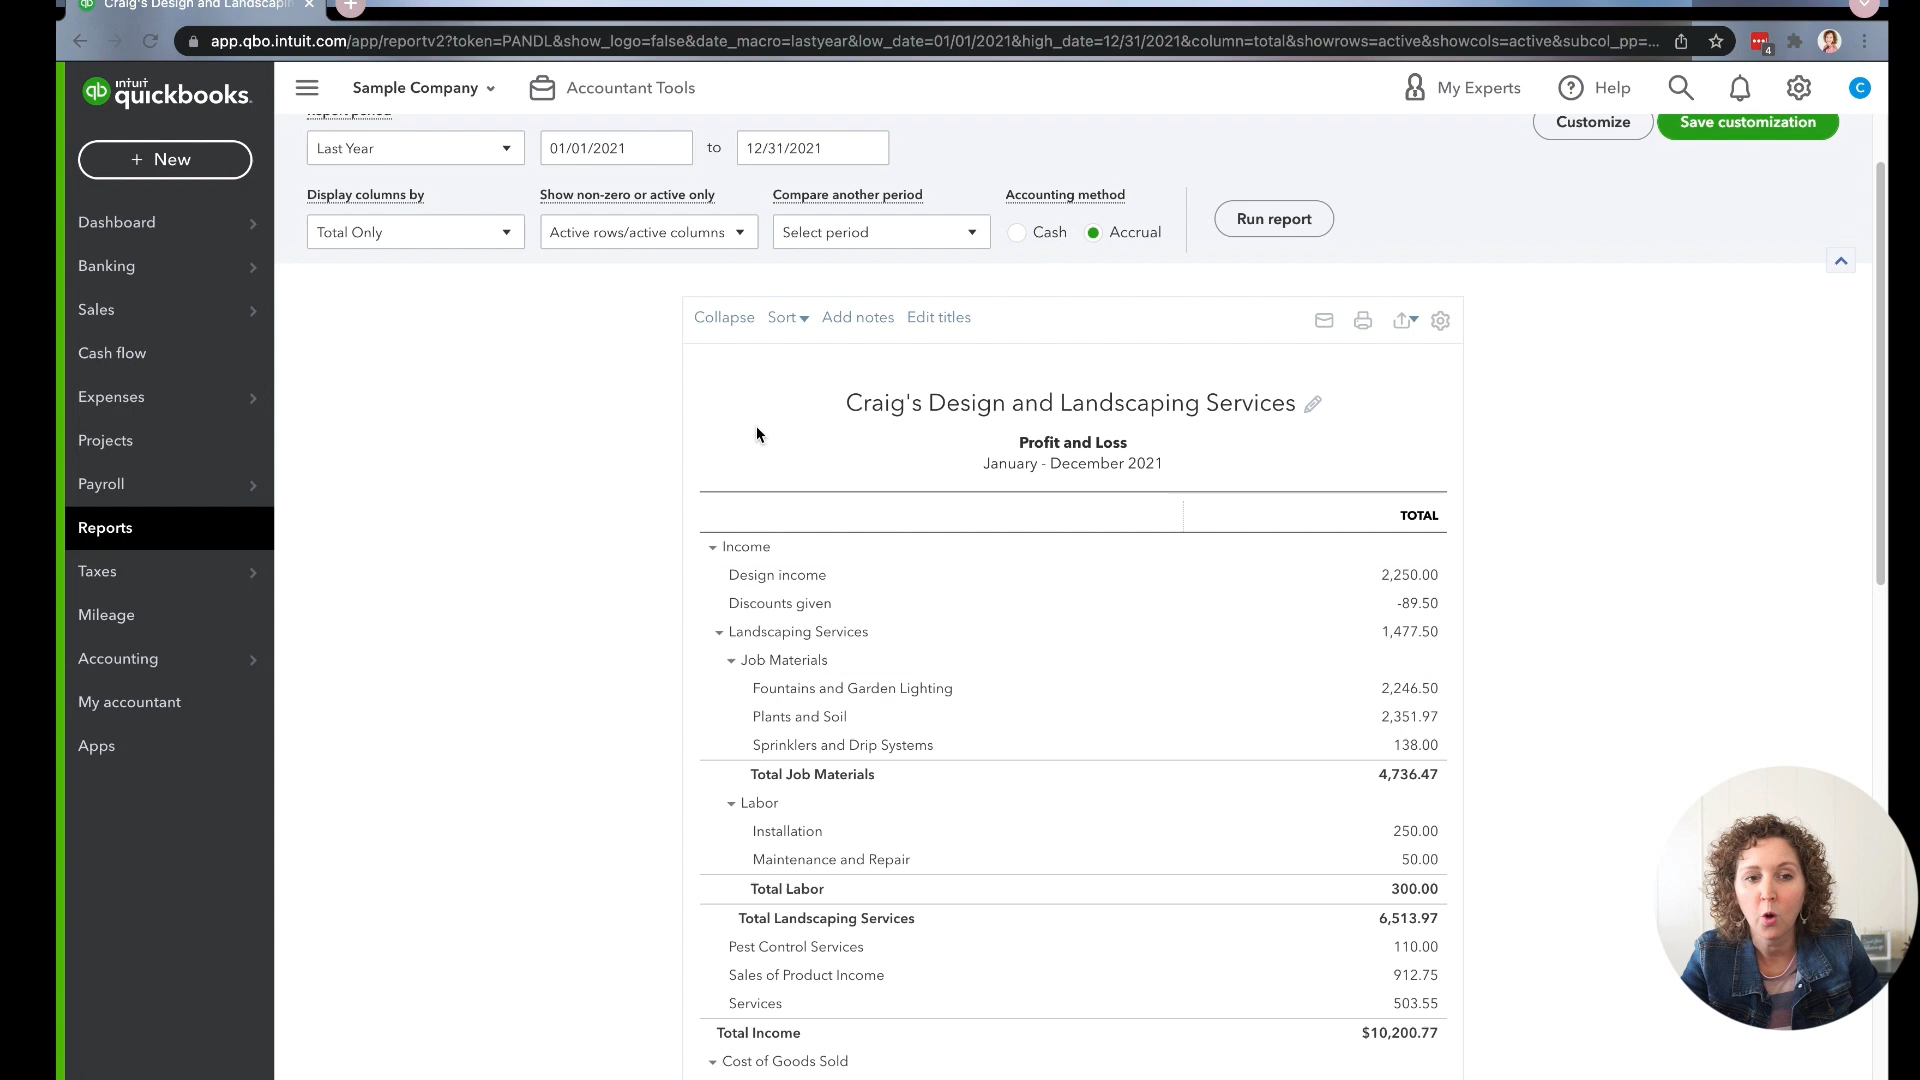 Craig's Design and Landscapin
app.qbo.intuit.com/app/reportv2?token=PANDL&show_logo=false&date_macro=lastyear&low_date=01/01/2021&high_date=12/31/2021&column=total&showrows=active&showcols=active&subcol_pp=...
4
intuit
quickbooks.
Sample Company
Accountant Tools
My Experts
Help
C
+ New
Dashboard
Banking
Sales
Cash flow
Expenses
Projects
Payroll
Reports
Taxes
Mileage
Accounting
My accountant
Apps
Report period
Customize
Save customization
Last Year
01/01/2021
to
12/31/2021
Display columns by
Show non-zero or active only
Compare another period
Accounting method
Total Only
Active rows/active columns
Select period
Cash
Accrual
Run report
Collapse
Sort
Add notes
Edit titles
Craig's Design and Landscaping Services
Profit and Loss
January - December 2021
TOTAL
Income
Design income 2,250.00
Discounts given -89.50
Landscaping Services 1,477.50
Job Materials
Fountains and Garden Lighting 2,246.50
Plants and Soil 2,351.97
Sprinklers and Drip Systems 138.00
Total Job Materials 4,736.47
Labor
Installation 250.00
Maintenance and Repair 50.00
Total Labor 300.00
Total Landscaping Services 6,513.97
Pest Control Services 110.00
Sales of Product Income 912.75
Services 503.55
Total Income $10,200.77
Cost of Goods Sold